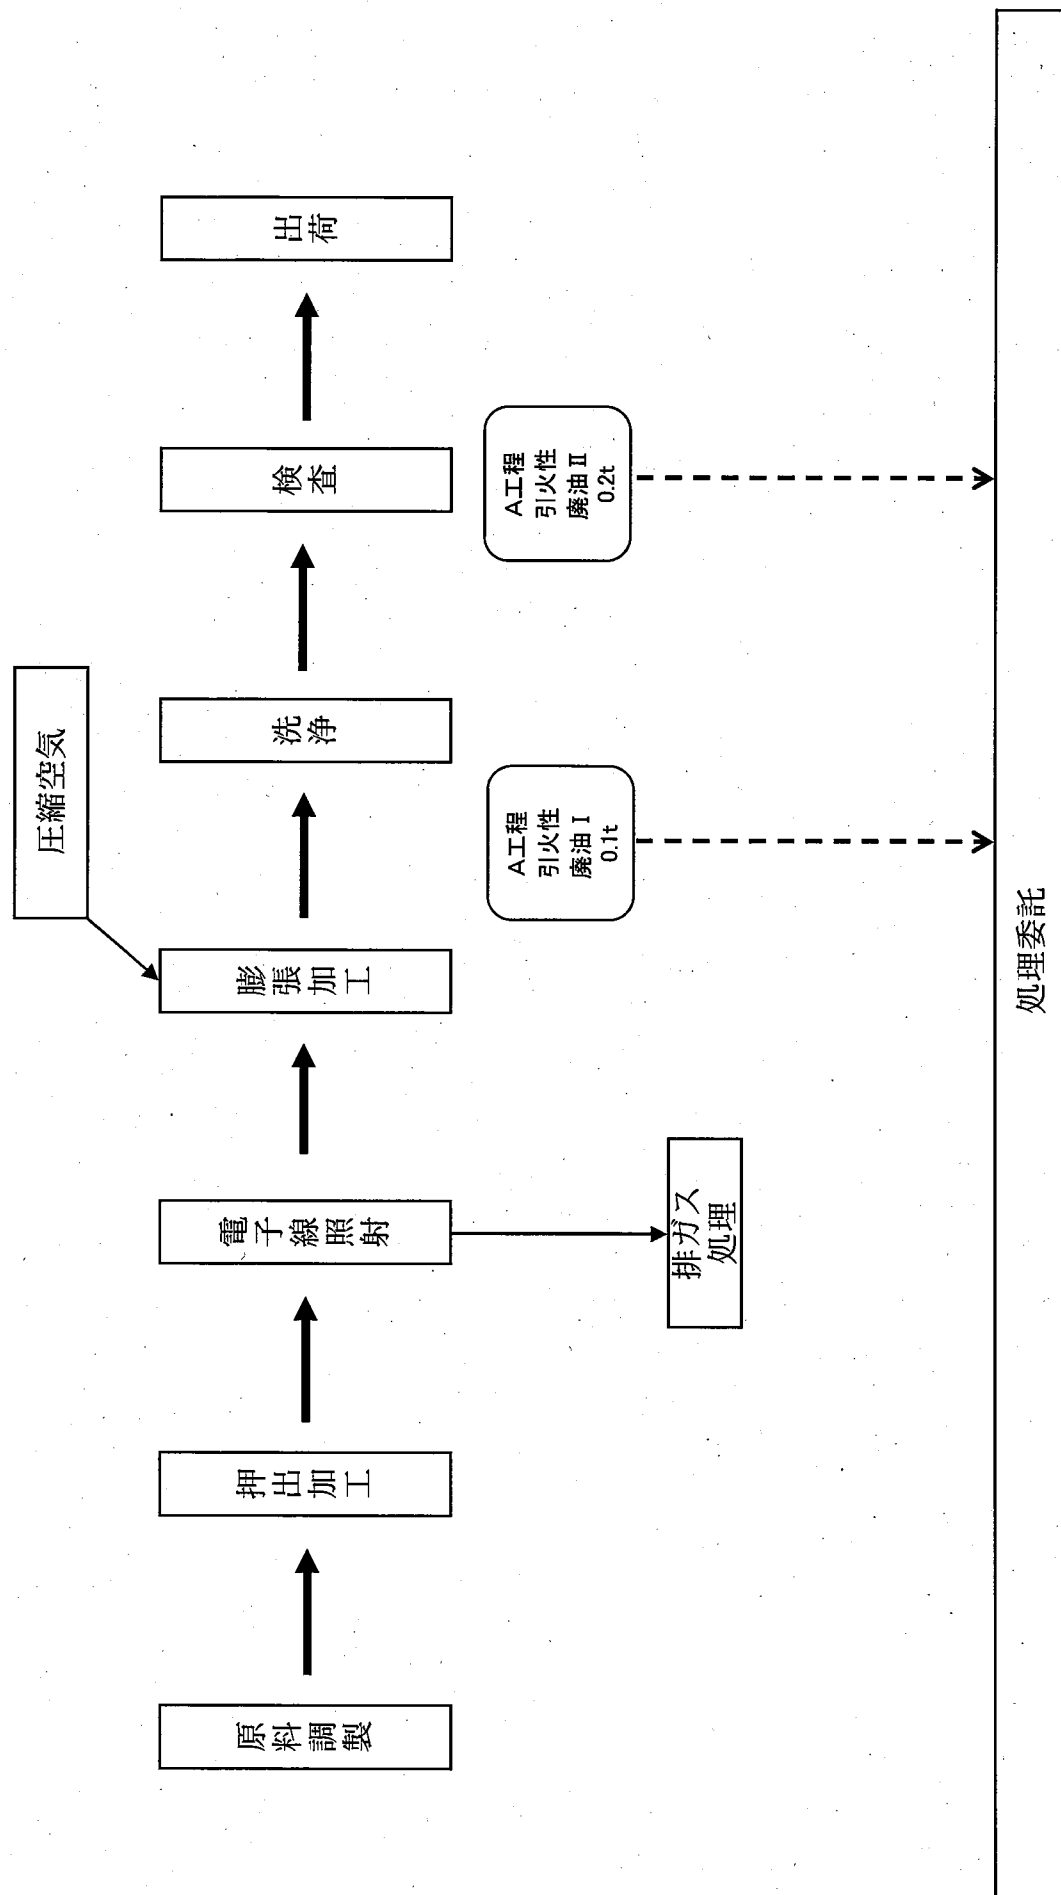 圧縮空気
原料調製
押出加工
電子線照射
膨張加工
洗浄
検査
出荷
排ガス
処理
A工程
引火性
廃油Ⅰ
0.1t
A工程
引火性
廃油Ⅱ
0.2t
処理委託